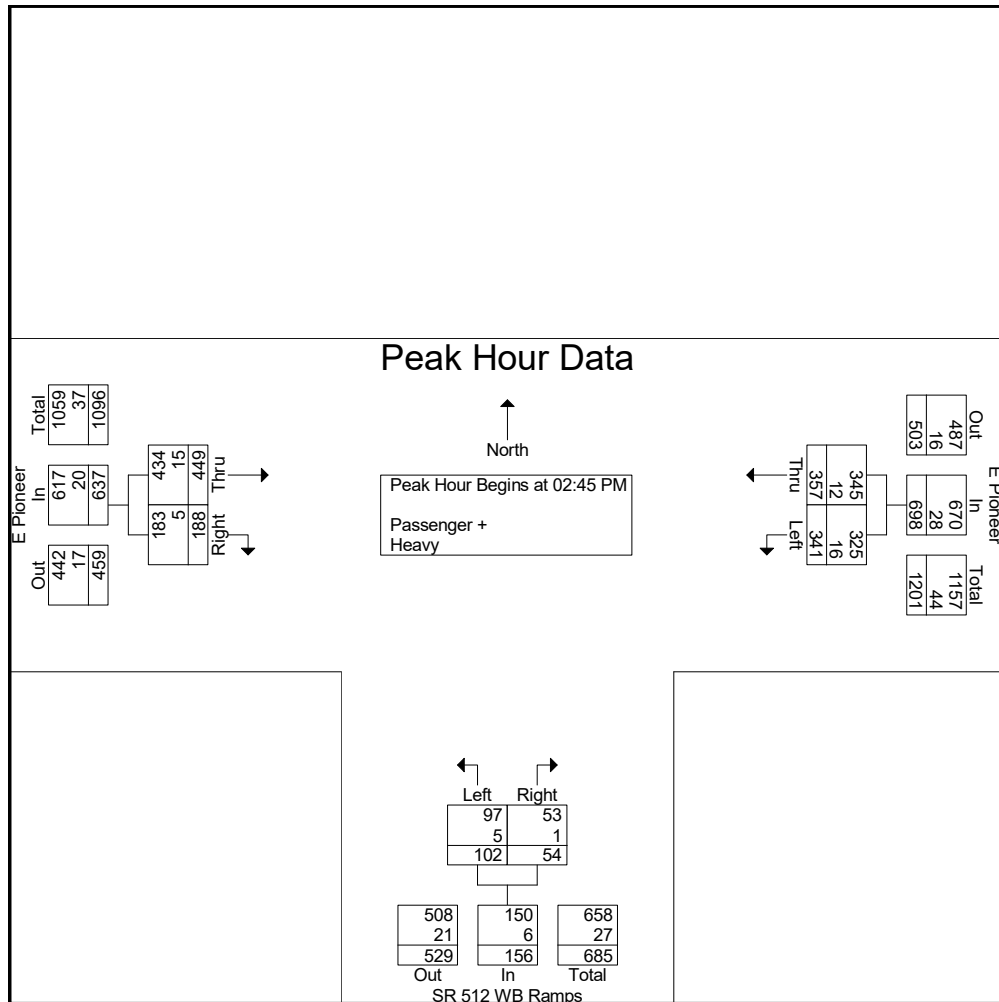 Peak Hour Data
North
Peak Hour Begins at 02:45 PM
Passenger +
Heavy
E Pioneer
Out
442
17
459
In
617
20
637
Total
1059
37
1096
Right
183
5
188
Thru
434
15
449
E Pioneer
Out
487
16
503
In
670
28
698
Total
1157
44
1201
Thru
345
12
357
Left
325
16
341
Left Right
97 53
5 1
102 54
508 150 658
21 6 27
529 156 685
Out In Total
SR 512 WB Ramps